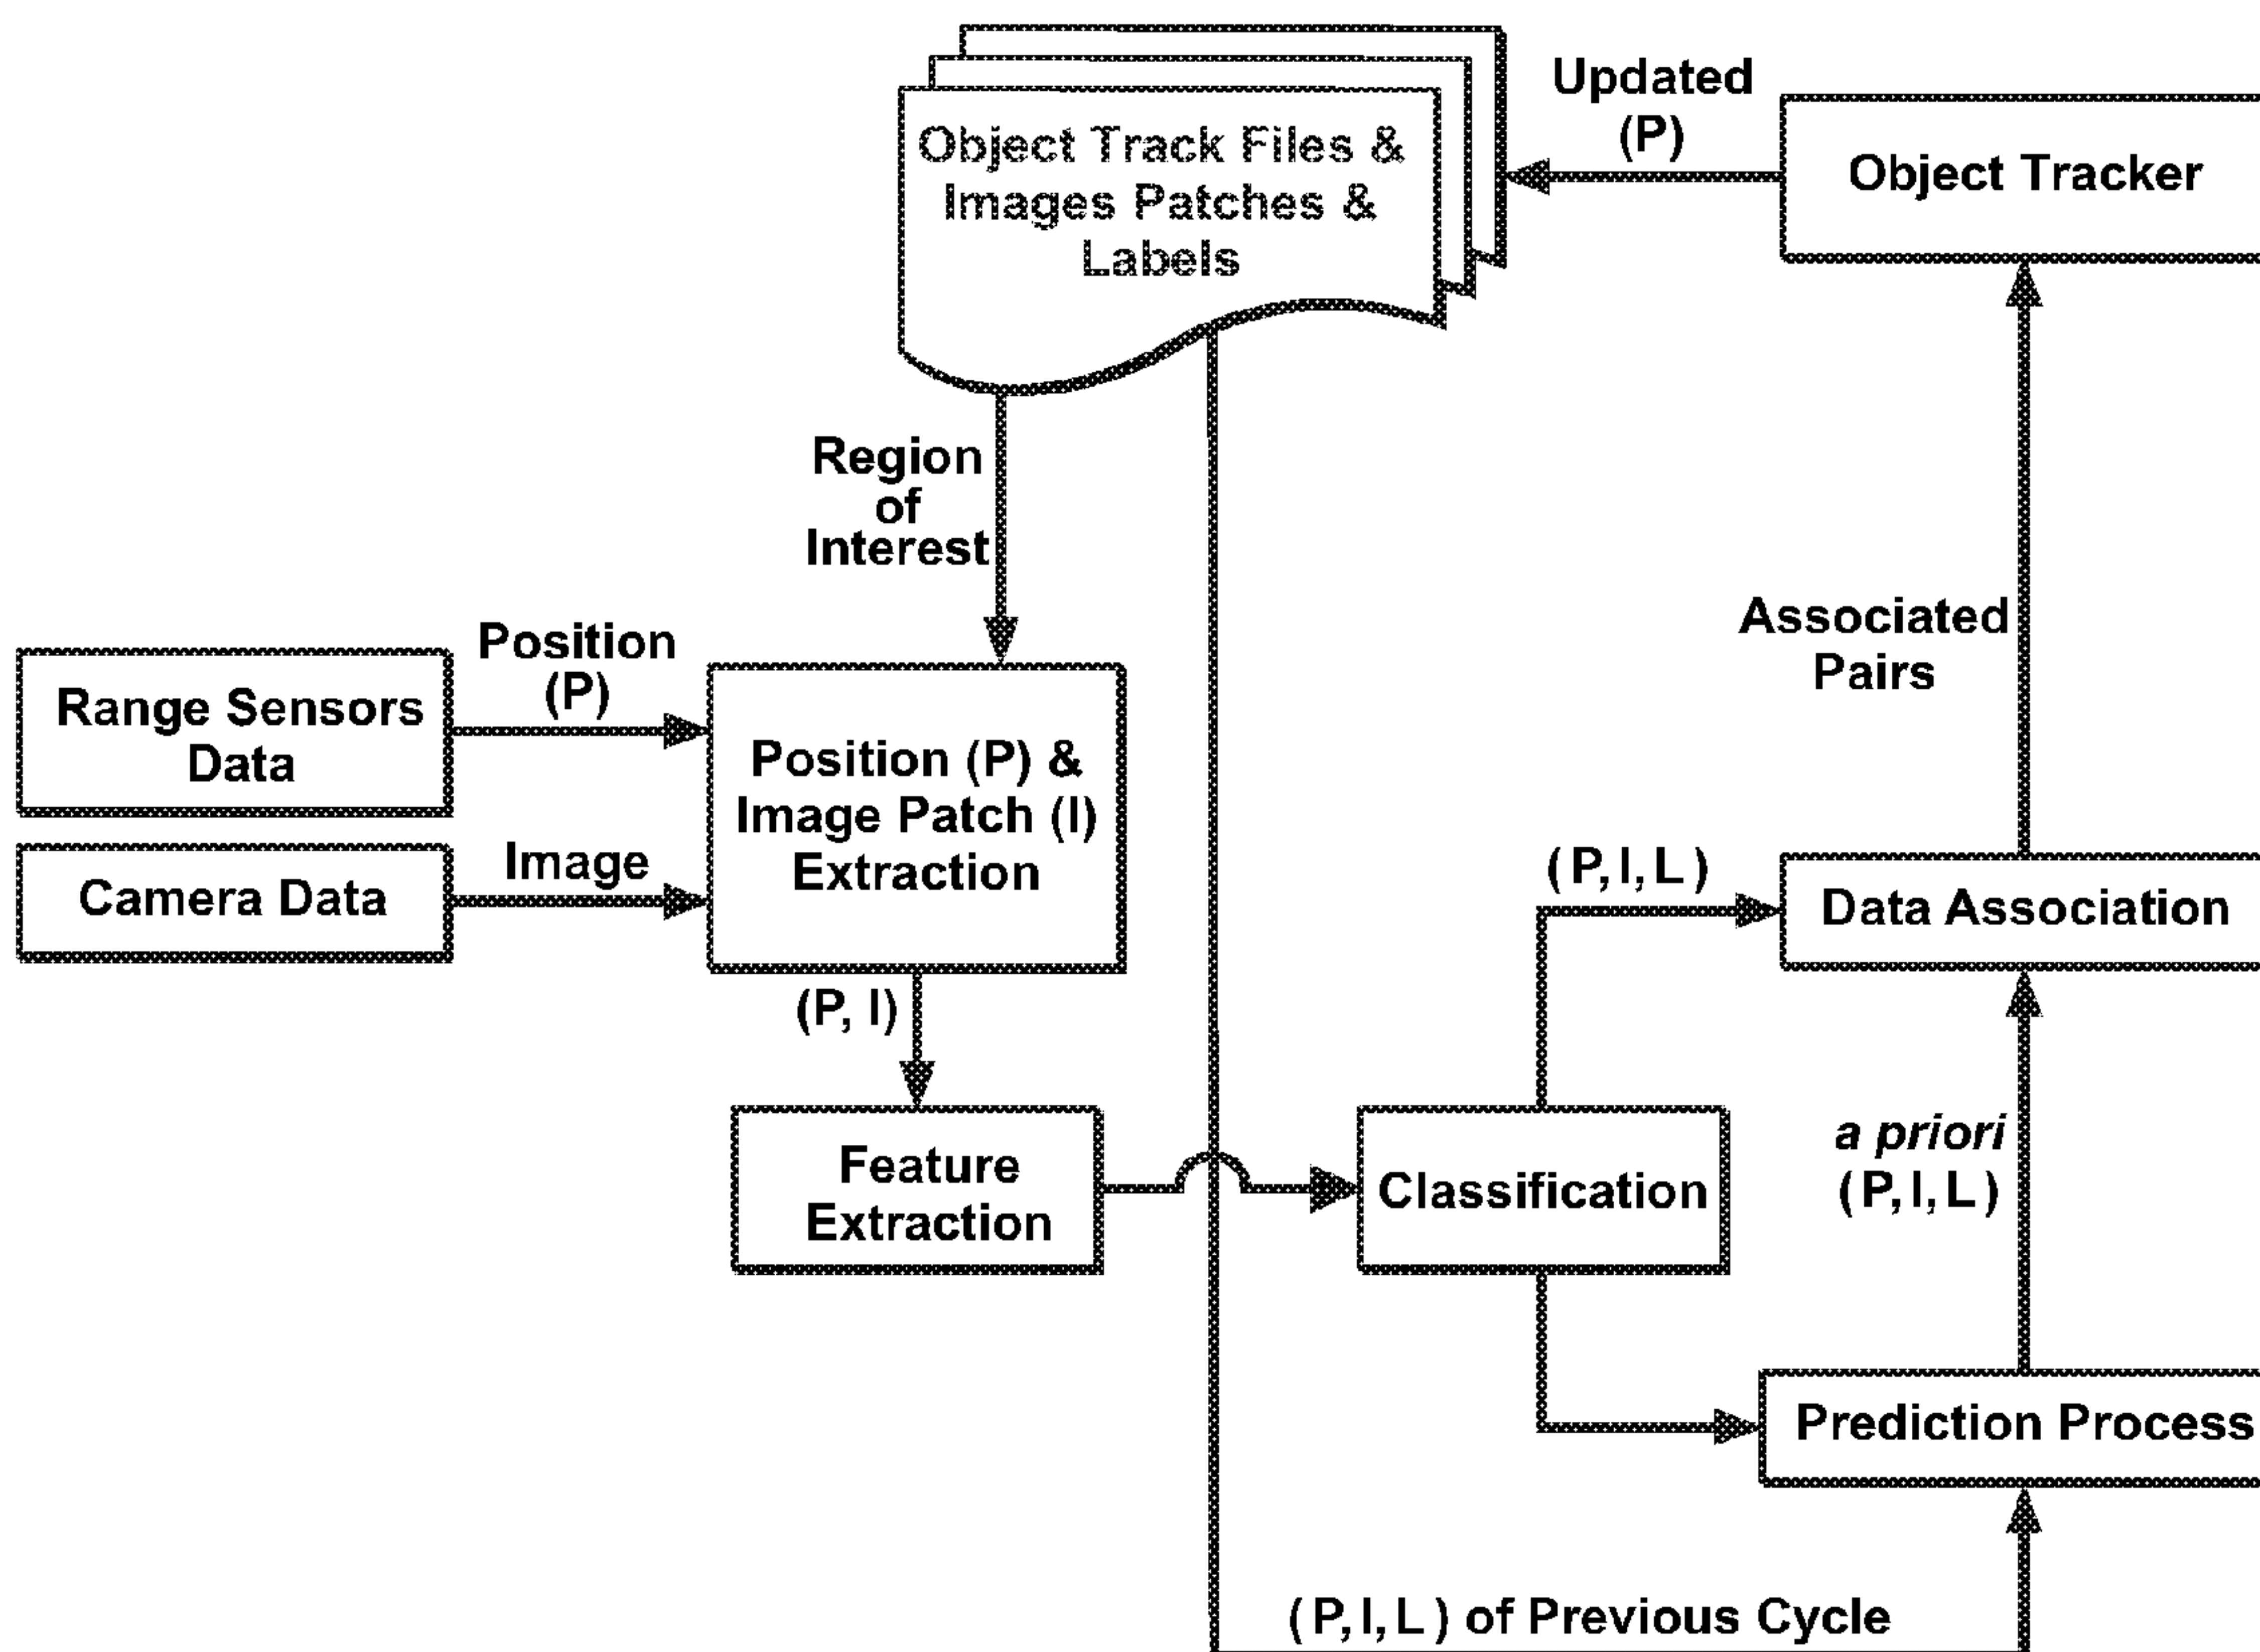 Updated
(P)
Object Track Files &
Images Patches &
Labels
Object Tracker
Region
of
Interest
Position
(P)
Range Sensors
Data
Associated
Pairs
Position (P) &
Image Patch (I)
Extraction
Image
Camera Data
(P, I, L)
Data Association
(P, I)
Feature
Extraction
Classification
a priori
(P, I, L)
Prediction Process
(P, I, L) of Previous Cycle